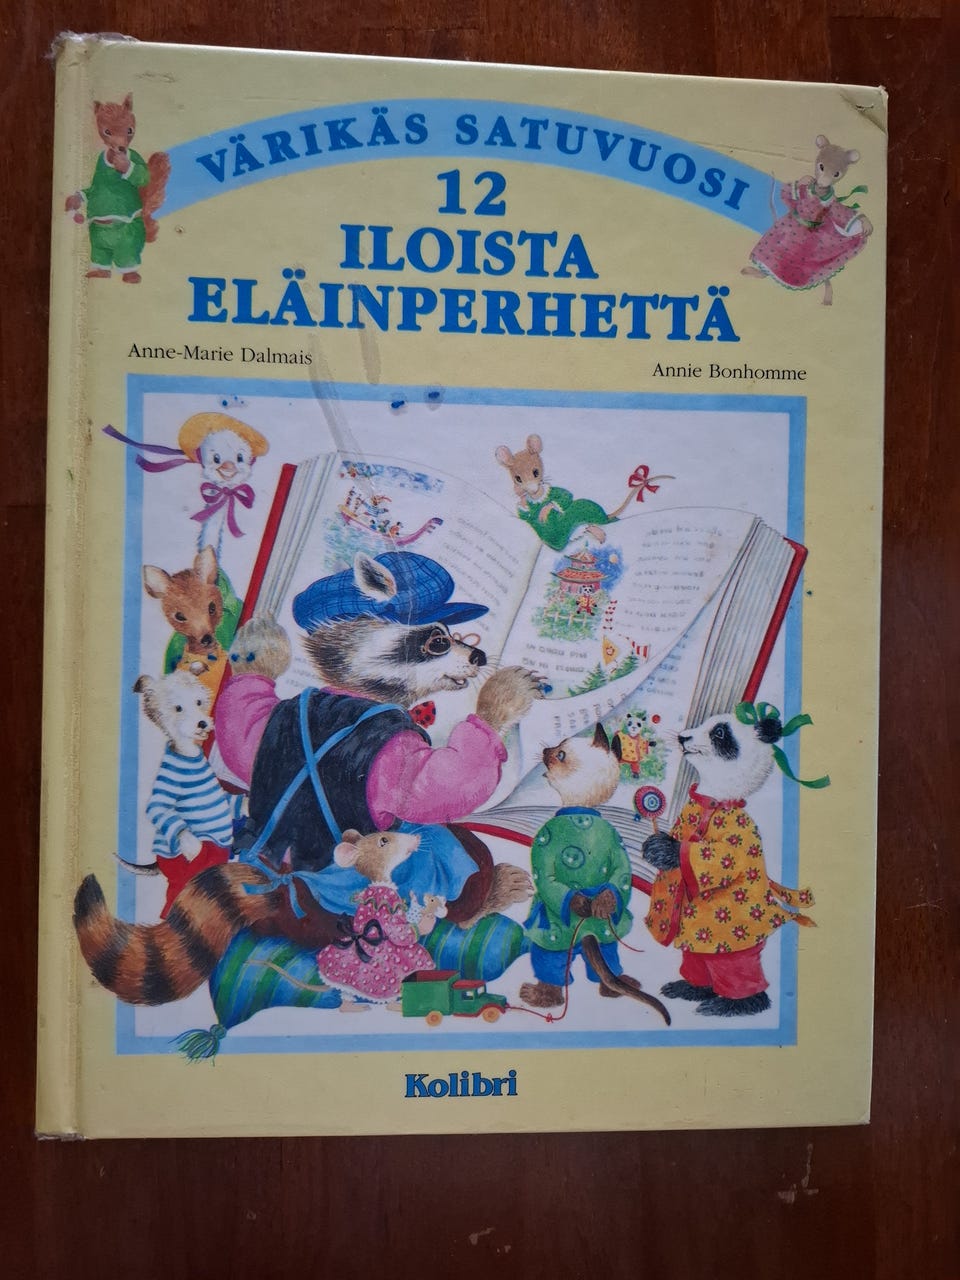 VÄRIKÄS SATUVUOSI
12
ILOISTA
ELÄINPERHETTÄ
Anne-Marie Dalmais
Annie Bonhomme
Kolibri